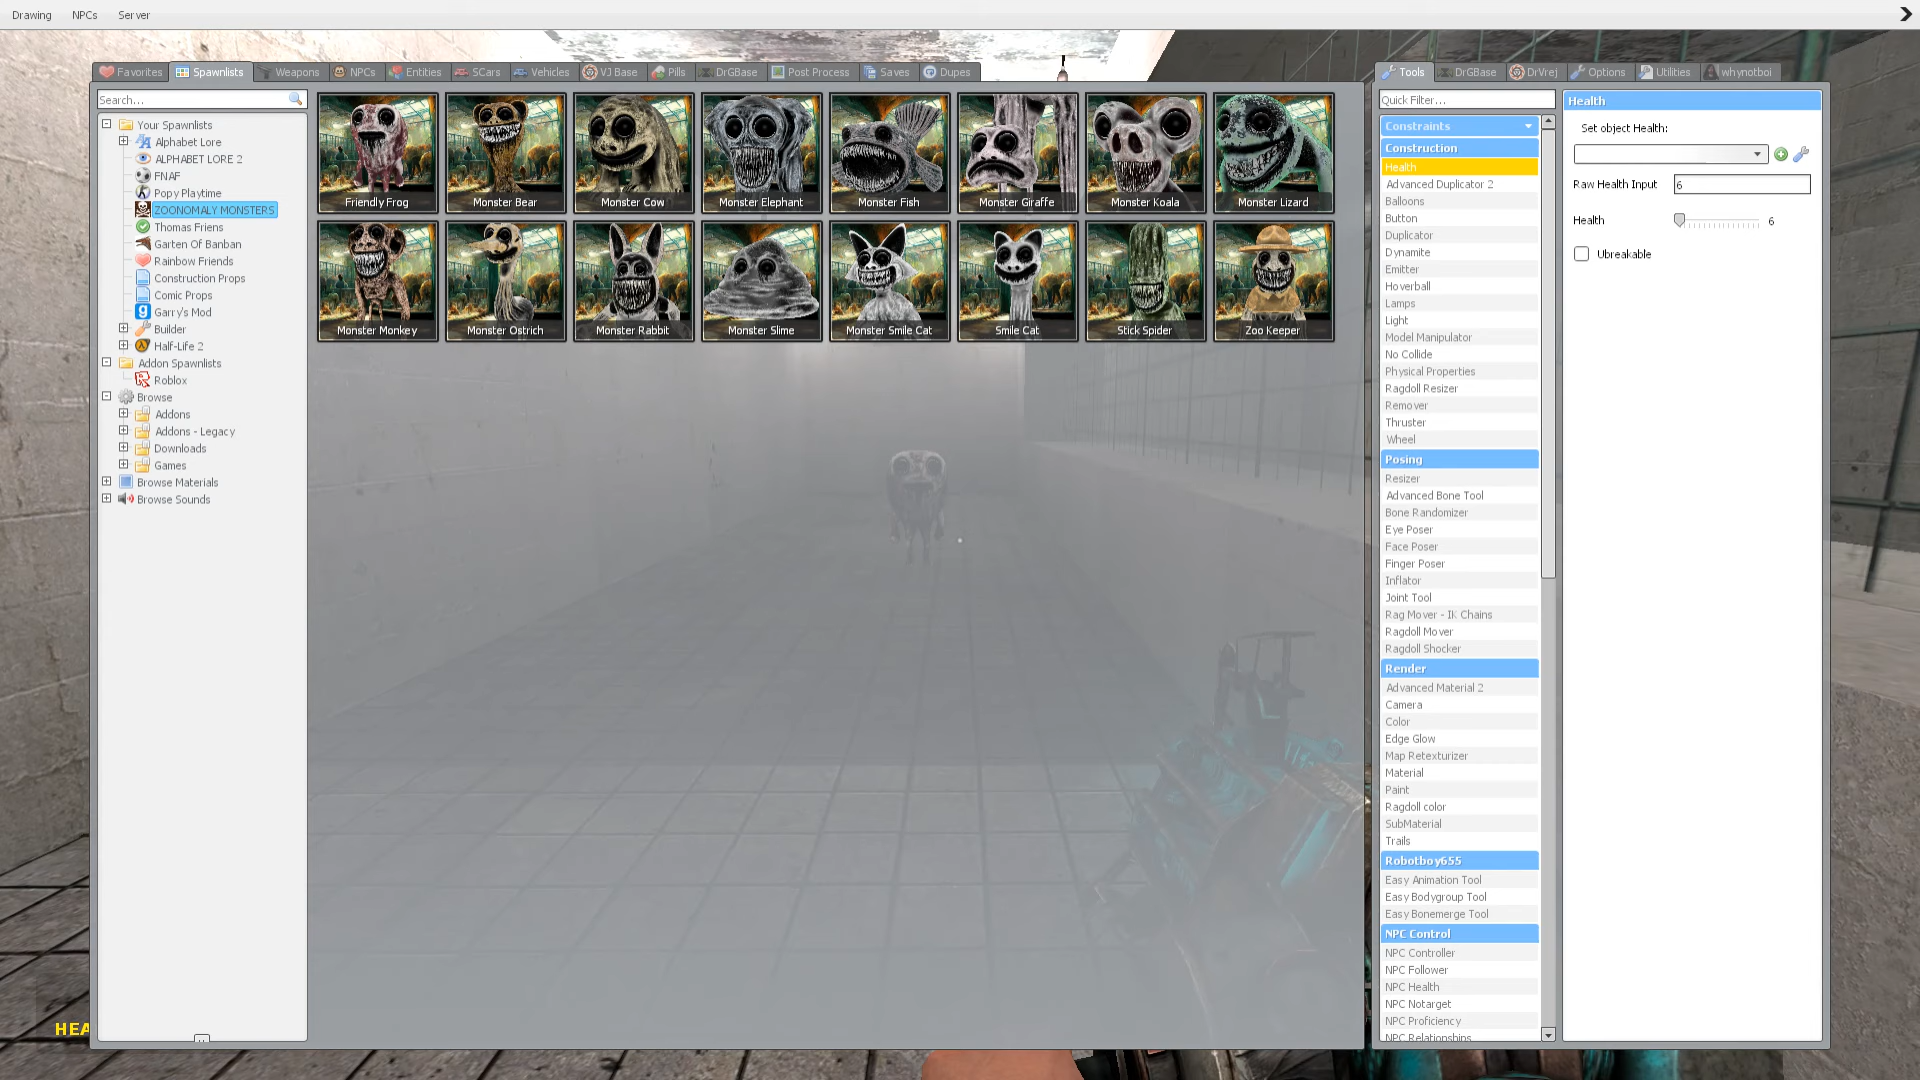 Drawing NPCs Server
Favorites Spawnlists Weapons NPCs Entities SCars Vehicles VJ Base Pills DrGBase Post Process Saves Dupes
Search...
Your Spawnlists
Alphabet Lore
ALPHABET LORE 2
FNAF
Popy Playtime
ZOONOMALY MONSTERS
Thomas Friens
Garten Of Banban
Rainbow Friends
Construction Props
Comic Props
Garry's Mod
Builder
Half-Life 2
Addon Spawnlists
Roblox
Browse
Addons
Addons - Legacy
Downloads
Games
Browse Materials
Browse Sounds
Friendly Frog Monster Bear Monster Cow Monster Elephant Monster Fish Monster Giraffe Monster Koala Monster Lizard
Monster Monkey Monster Ostrich Monster Rabbit Monster Slime Monster Smile Cat Smile Cat Stick Spider Zoo Keeper
HEA
Tools DrGBase DrVrej Options Utilities whynotboi
Quick Filter...
Constraints
Construction
Health
Advanced Duplicator 2
Balloons
Button
Duplicator
Dynamite
Emitter
Hoverball
Lamps
Light
Model Manipulator
No Collide
Physical Properties
Ragdoll Resizer
Remover
Thruster
Wheel
Posing
Resizer
Advanced Bone Tool
Bone Randomizer
Eye Poser
Face Poser
Finger Poser
Inflator
Joint Tool
Rag Mover - IK Chains
Ragdoll Mover
Ragdoll Shocker
Render
Advanced Material 2
Camera
Color
Edge Glow
Map Retexturizer
Material
Paint
Ragdoll color
SubMaterial
Trails
Robotboy655
Easy Animation Tool
Easy Bodygroup Tool
Easy Bonemerge Tool
NPC Control
NPC Controller
NPC Follower
NPC Health
NPC Notarget
NPC Proficiency
NPC Relationships
Health
Set object Health:
Raw Health Input 6
Health 6
Ubreakable